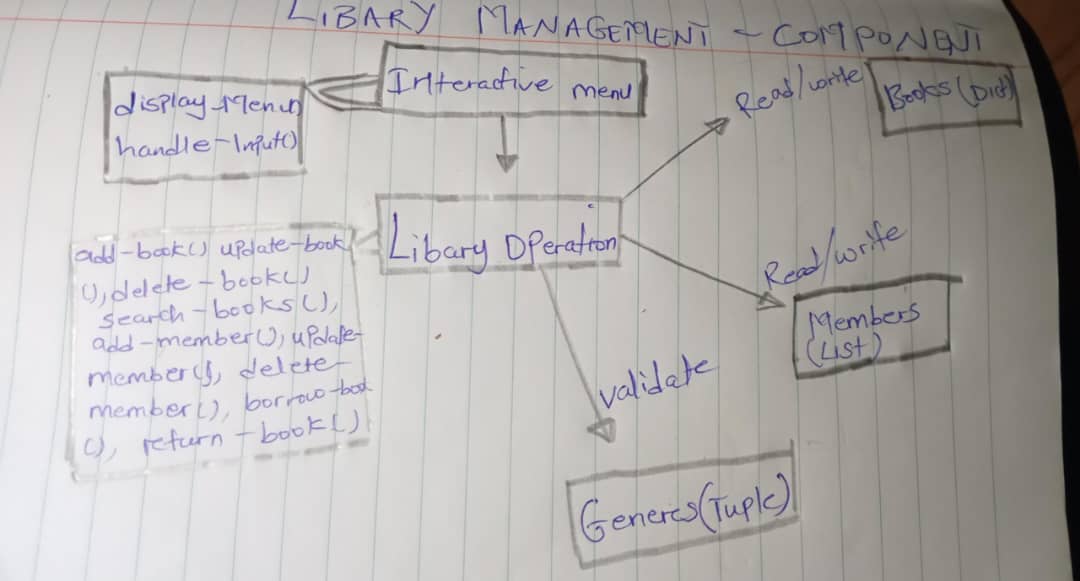 LIBARY MANAGEMENT - COMPONENT
Interactive menu
display-Menu
handle-Input()
Read/write
Books (Dict)
Libary Operation
add-book() update-book
(), delete-book()
search-books(),
add-member(), update-
member(), delete-
member(), borrow-book
(), return-book()
Read/write
Members
(List)
validate
Geners (Tuple)